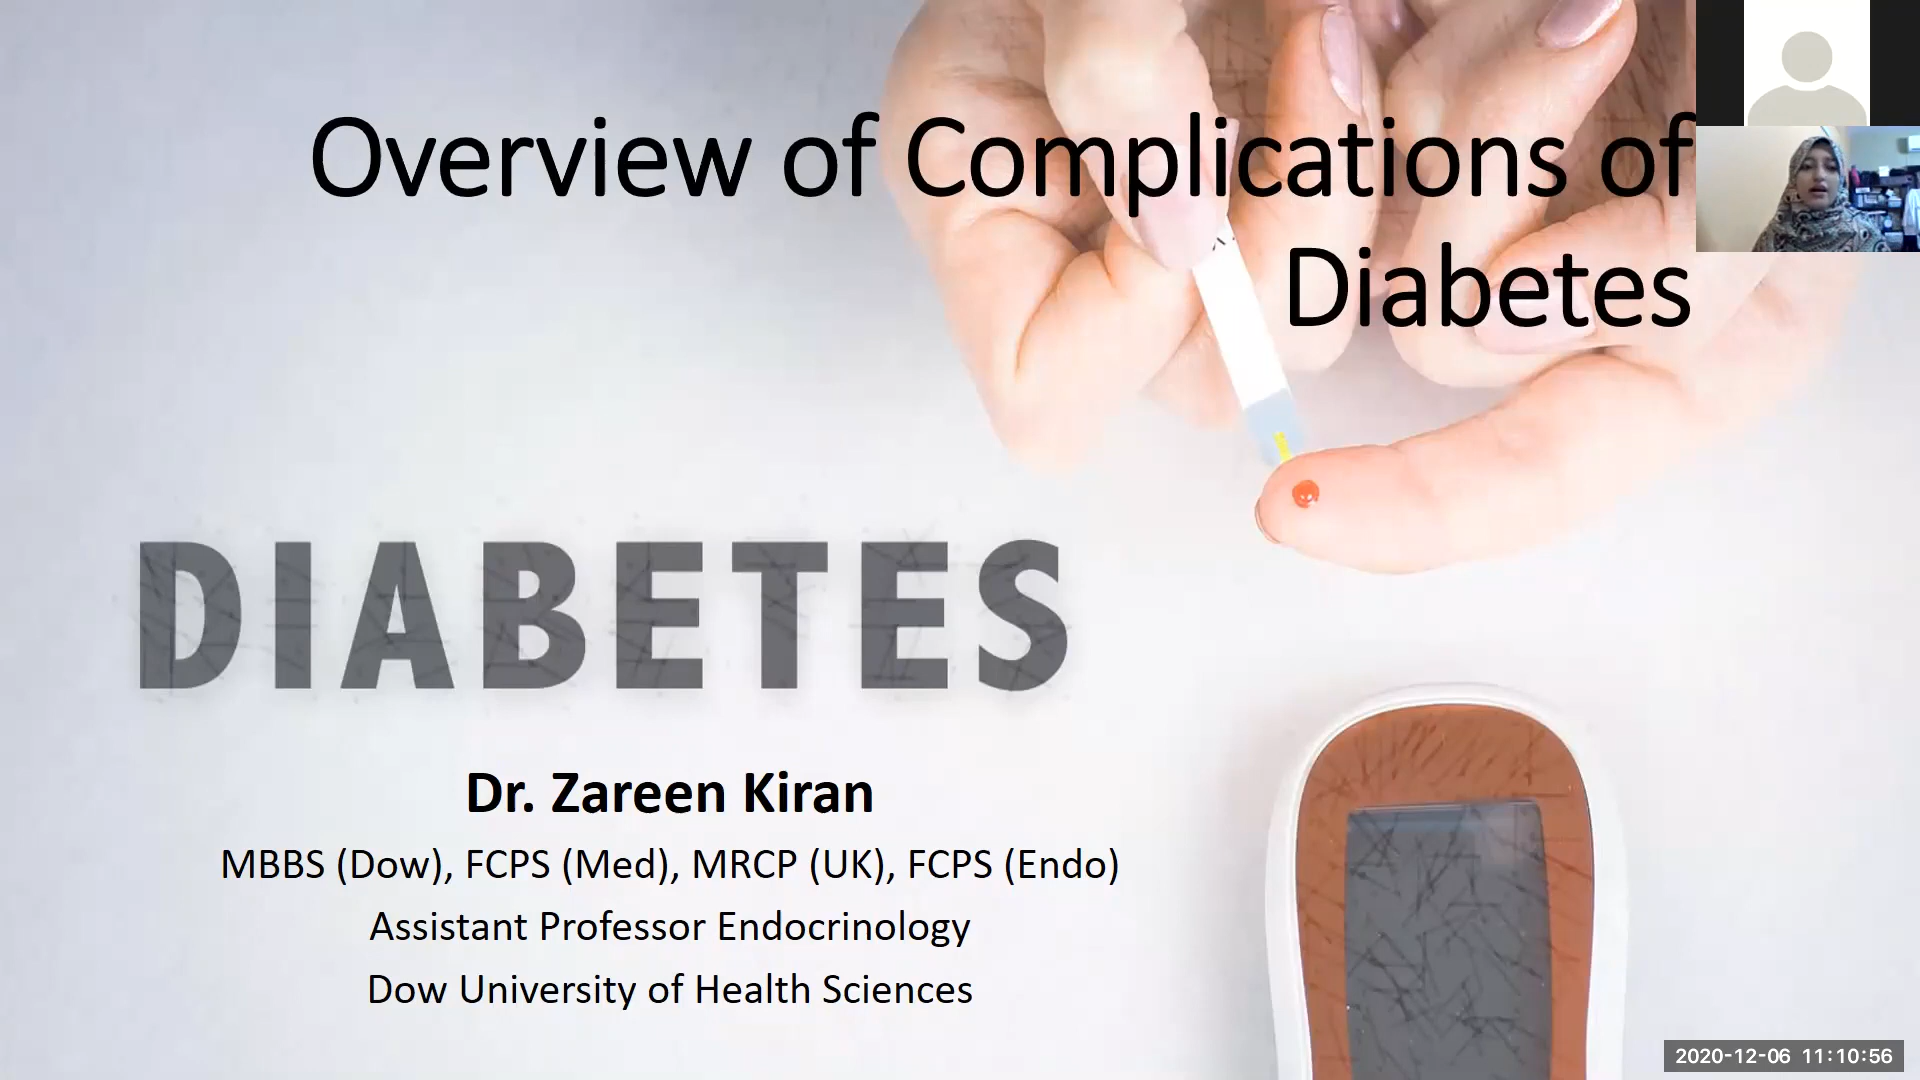 Overview of Complications of
Diabetes
DIABETES
Dr. Zareen Kiran
MBBS (Dow), FCPS (Med), MRCP (UK), FCPS (Endo)
Assistant Professor Endocrinology
Dow University of Health Sciences
2020-12-06 11:10:56